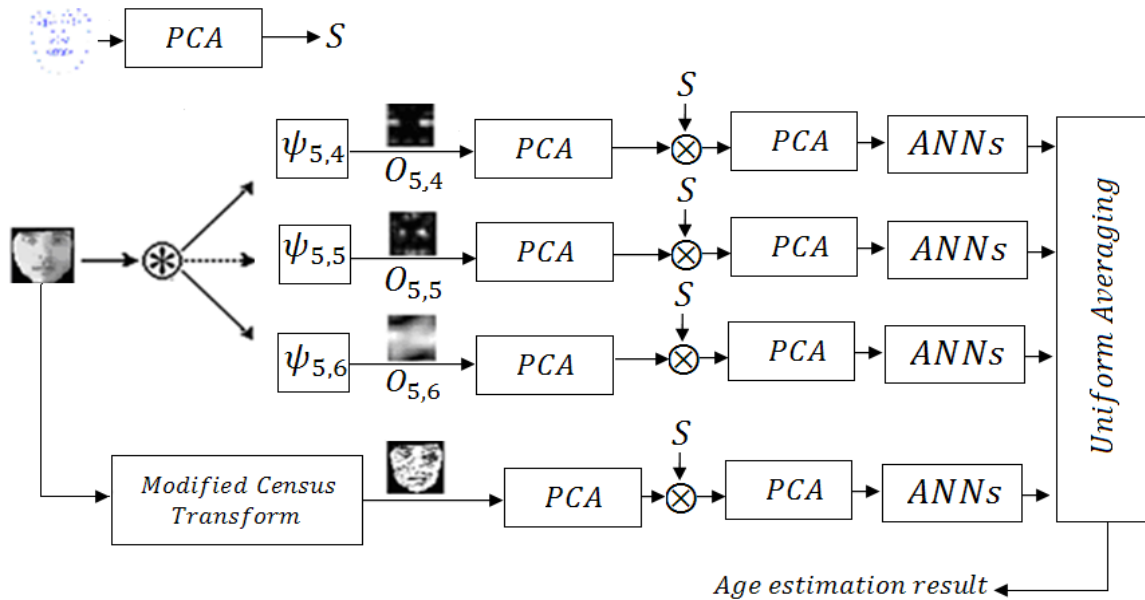 PCA
S
S
ψ5,4
O5,4
PCA
⊗
PCA
ANNs
S
ψ5,5
O5,5
PCA
⊗
PCA
ANNs
S
ψ5,6
O5,6
PCA
⊗
PCA
ANNs
S
Modified Census
Transform
PCA
⊗
PCA
ANNs
Uniform Averaging
Age estimation result